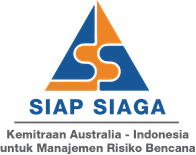 SIAP SIAGA
Kemitraan Australia - Indonesia
untuk Manajemen Risiko Bencana